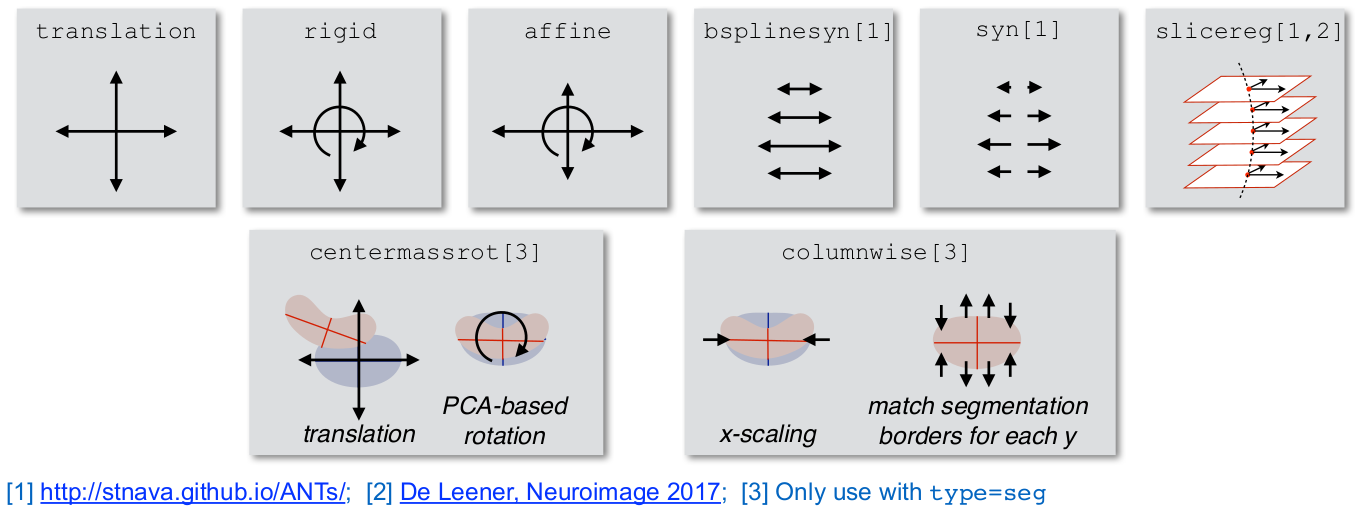 translation
rigid
affine
bsplinesyn[1]
syn[1]
slicereg[1,2]
centermassrot[3]
translation
PCA-based
rotation
columnwise[3]
x-scaling
match segmentation
borders for each y
[1] http://stnava.github.io/ANTs/; [2] De Leener, Neuroimage 2017; [3] Only use with type=seg